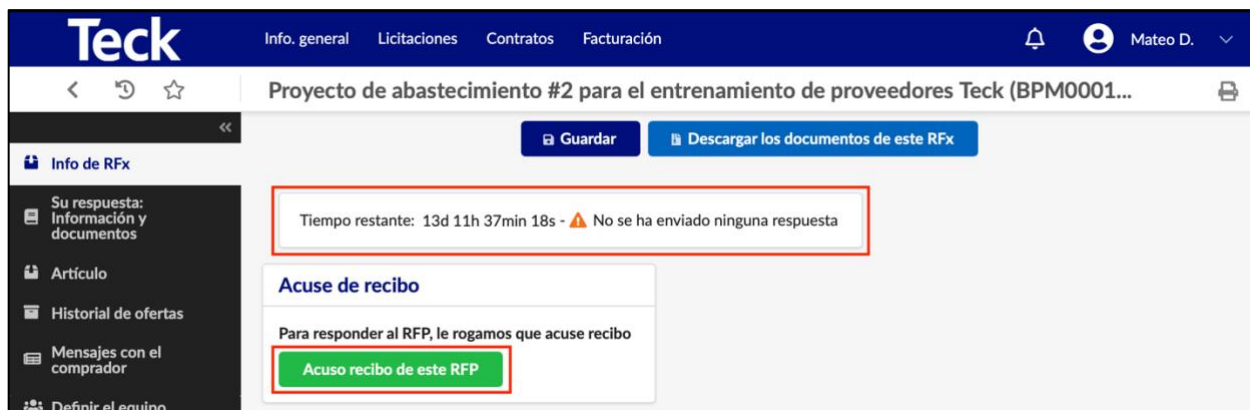 Teck
Info. general Licitaciones Contratos Facturación Mateo D.
Proyecto de abastecimiento #2 para el entrenamiento de proveedores Teck (BPM0001...
Guardar Descargar los documentos de este RFx
Info de RFx
Su respuesta:
Información y
documentos
Artículo
Historial de ofertas
Mensajes con el
comprador
Definir el equipo
Tiempo restante: 13d 11h 37min 18s - No se ha enviado ninguna respuesta
Acuse de recibo
Para responder al RFP, le rogamos que acuse recibo
Acuso recibo de este RFP